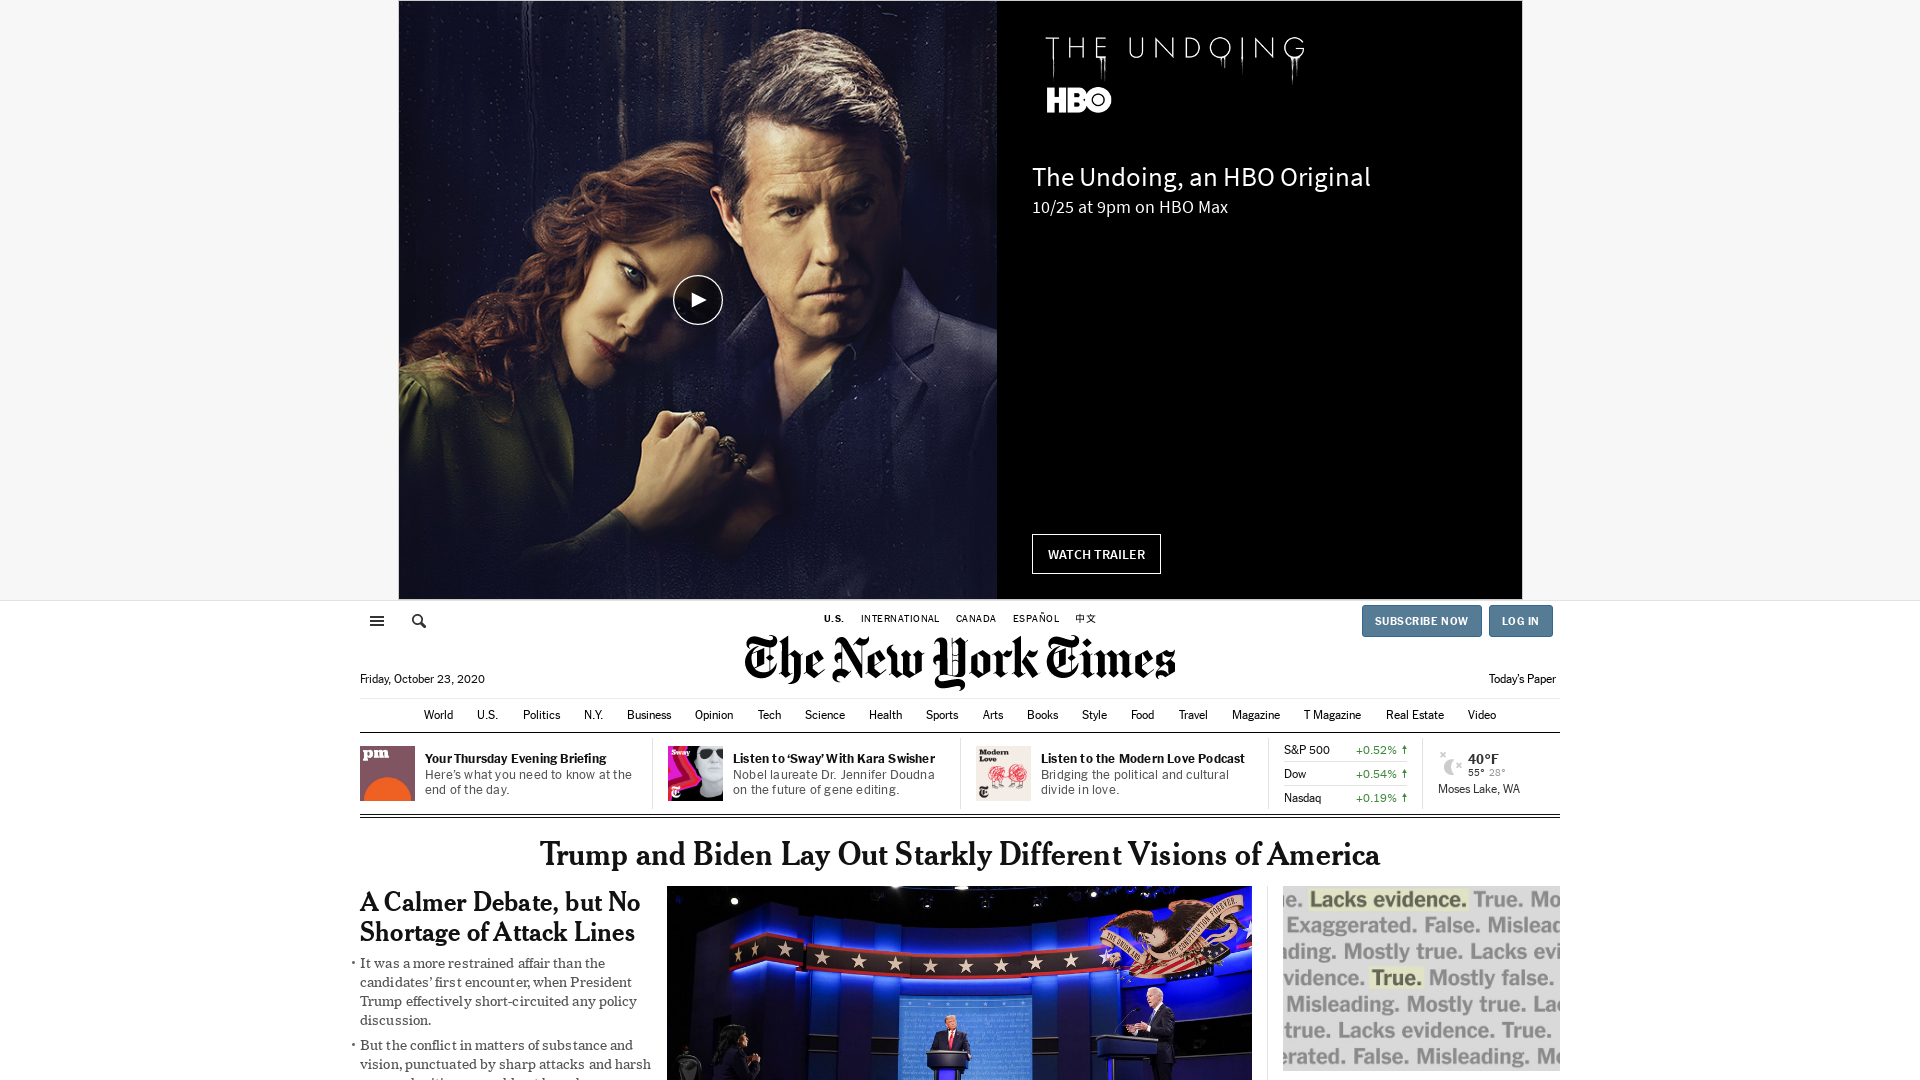 THE UNDOING
HBO
The Undoing, an HBO Original
10/25 at 9pm on HBO Max
WATCH TRAILER
U.S. INTERNATIONAL CANADA ESPAÑOL 中文
SUBSCRIBE NOW LOG IN
The New York Times
Friday, October 23, 2020
Today's Paper
World U.S. Politics N.Y. Business Opinion Tech Science Health Sports Arts Books Style Food Travel Magazine T Magazine Real Estate Video
pm
Your Thursday Evening Briefing
Here's what you need to know at the
end of the day.
Sway
Listen to ‘Sway’ With Kara Swisher
Nobel laureate Dr. Jennifer Doudna
on the future of gene editing.
Modern
Love
Listen to the Modern Love Podcast
Bridging the political and cultural
divide in love.
S&P 500 +0.52% ↑
Dow +0.54% ↑
Nasdaq +0.19% ↑
40°F
55° 28°
Moses Lake, WA
Trump and Biden Lay Out Starkly Different Visions of America
A Calmer Debate, but No
Shortage of Attack Lines
• It was a more restrained affair than the
candidates’ first encounter, when President
Trump effectively short-circuited any policy
discussion.
• But the conflict in matters of substance and
vision, punctuated by sharp attacks and harsh
THE UNION AND THE CONSTITUTION FOREVER.
Lacks evidence. True. Mo
Exaggerated. False. Mislead
ading. Mostly true. Lacks evi
vidence. True. Mostly false.
Misleading. Mostly true. La
true. Lacks evidence. True.
erated. False. Misleading. Mo